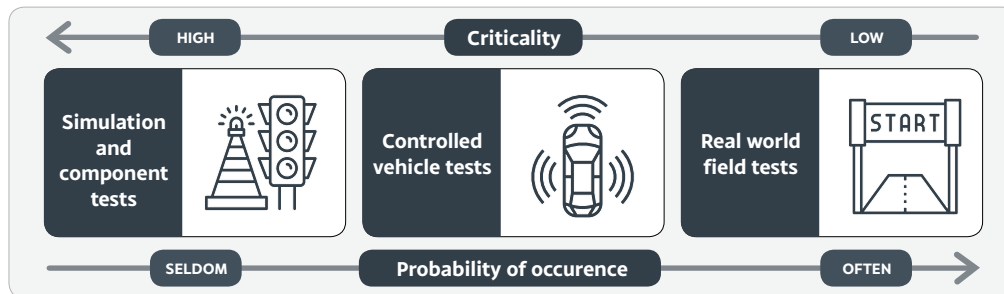 HIGH
Criticality
LOW
Simulation
and
component
tests
Controlled
vehicle tests
Real world
field tests
START
SELDOM
Probability of occurence
OFTEN